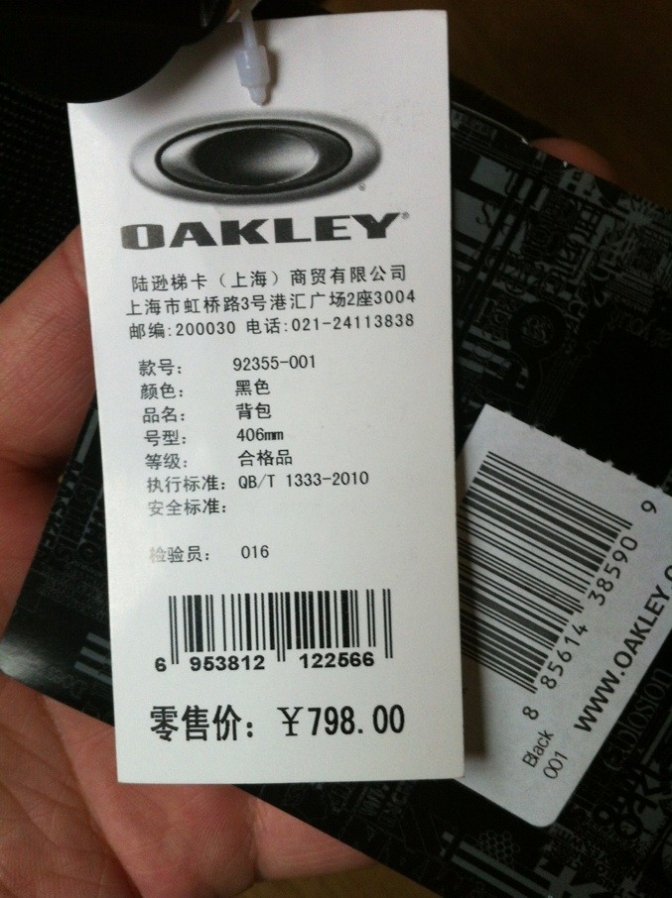 OAKLEY®
陆逊梯卡（上海）商贸有限公司
上海市虹桥路3号港汇广场2座3004
邮编:200030 电话:021-24113838
款号: 92355-001
颜色: 黑色
品名: 背包
号型: 406mm
等级: 合格品
执行标准: QB/T 1333-2010
安全标准:
检验员: 016
6 953812 122566
零售价: ¥798.00
8 85614 38590 9
Black
001
WWW.OAKLEY.